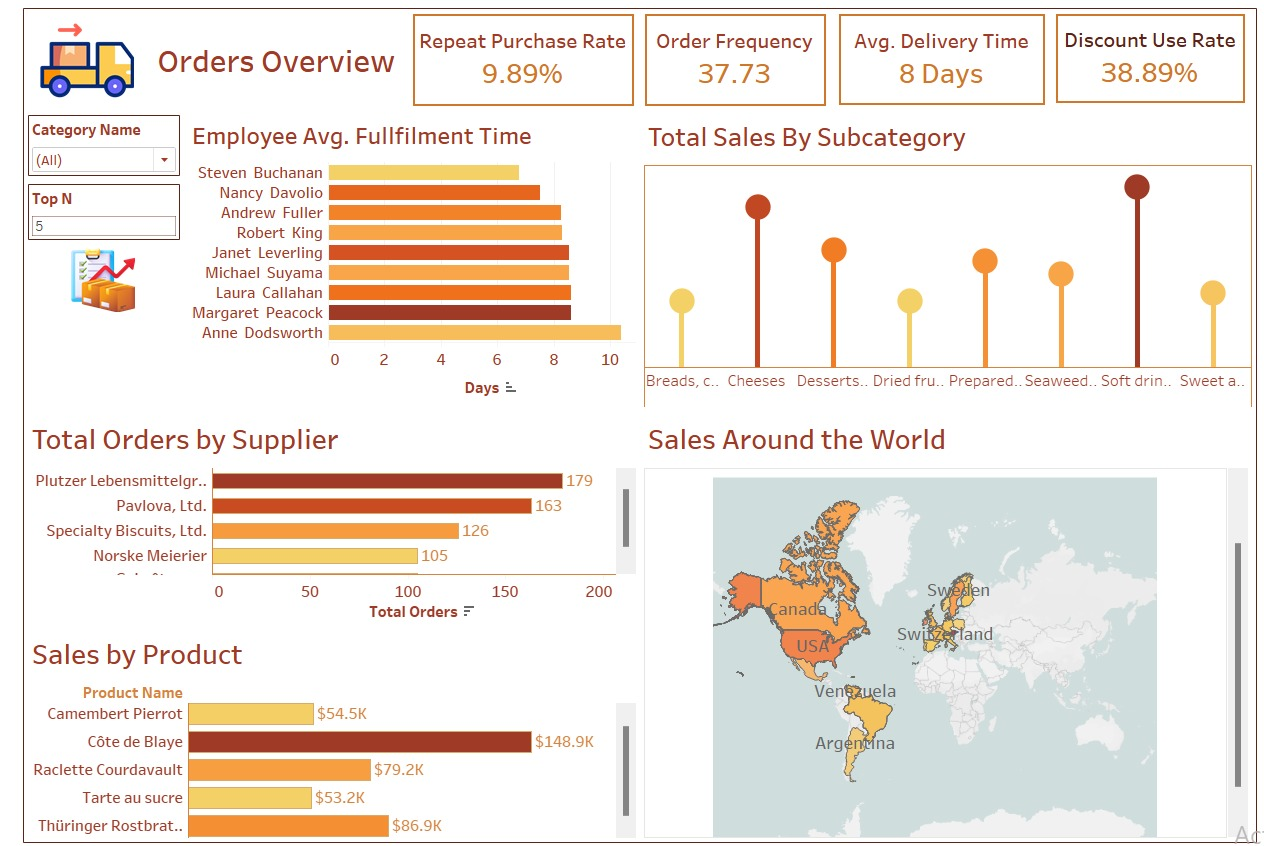 Orders Overview
Repeat Purchase Rate
9.89%
Order Frequency
37.73
Avg. Delivery Time
8 Days
Discount Use Rate
38.89%
Category Name
(All)
Top N
5
Employee Avg. Fullfilment Time
Steven Buchanan
Nancy Davolio
Andrew Fuller
Robert King
Janet Leverling
Michael Suyama
Laura Callahan
Margaret Peacock
Anne Dodsworth
0 2 4 6 8 10
Days
Total Sales By Subcategory
Breads, c.. Cheeses Desserts.. Dried fru.. Prepared.. Seaweed.. Soft drin.. Sweet a..
Total Orders by Supplier
Plutzer Lebensmittelgr.. 179
Pavlova, Ltd. 163
Specialty Biscuits, Ltd. 126
Norske Meierier 105
0 50 100 150 200
Total Orders
Sales Around the World
Sweden
Canada
Switzerland
USA
Venezuela
Argentina
Sales by Product
Product Name
Camembert Pierrot $54.5K
Côte de Blaye $148.9K
Raclette Courdavault $79.2K
Tarte au sucre $53.2K
Thüringer Rostbrat.. $86.9K